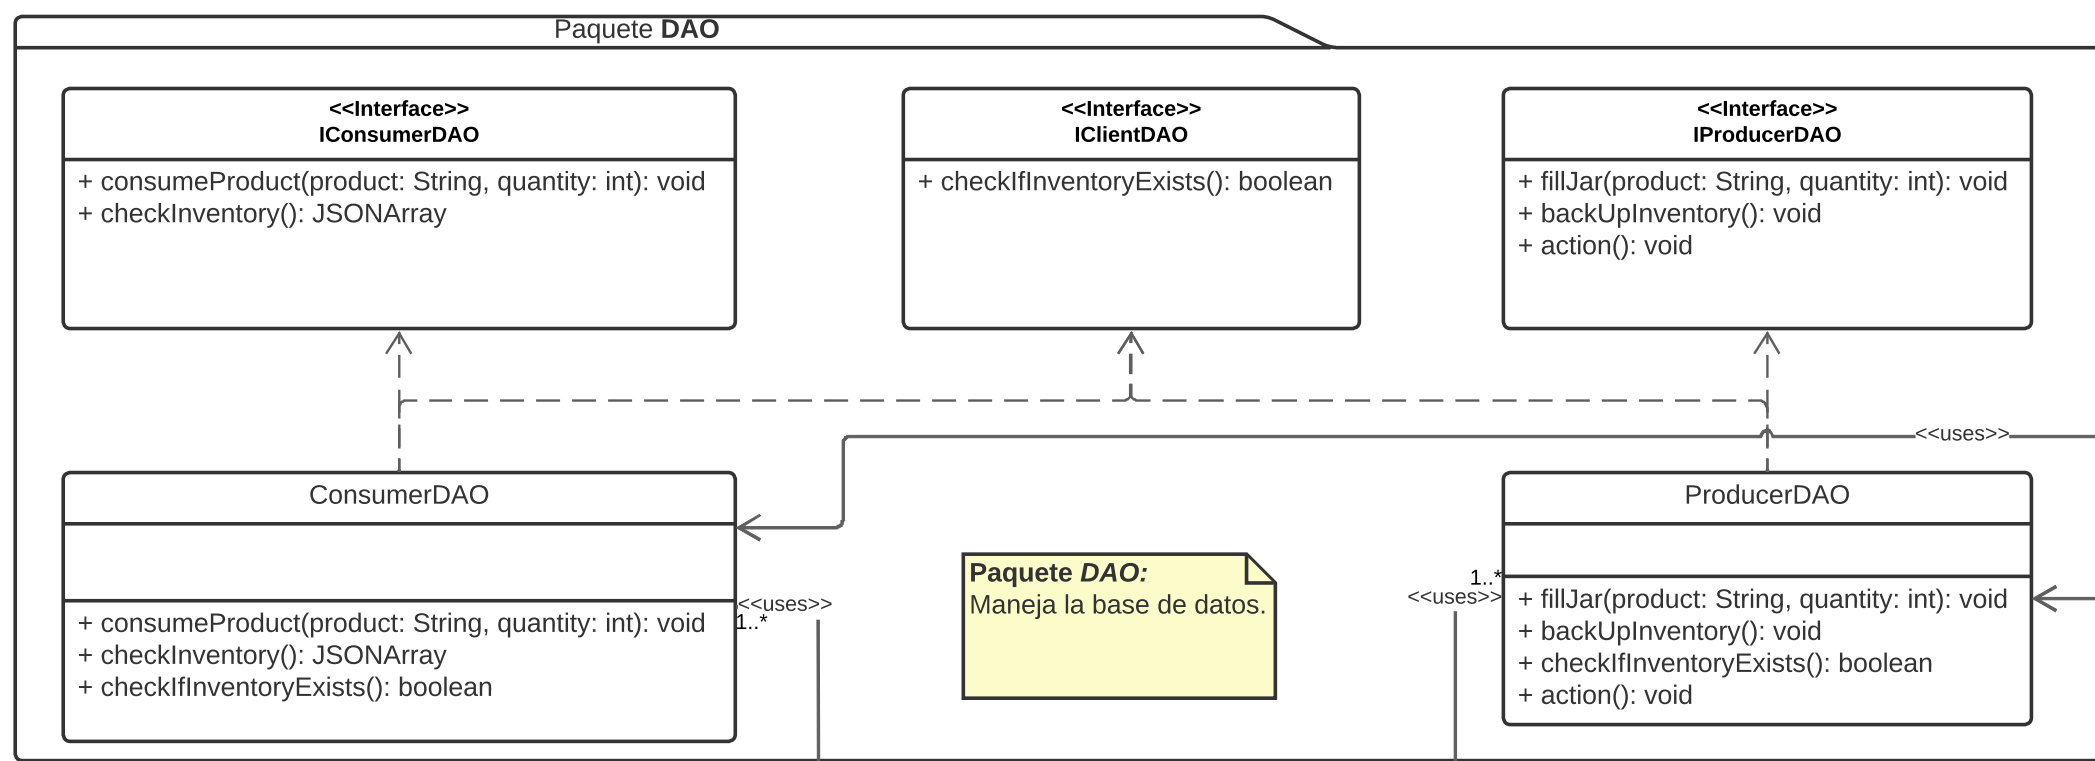 Paquete DAO
<<Interface>>
IConsumerDAO
+ consumeProduct(product: String, quantity: int): void
+ checkInventory(): JSONArray
<<Interface>>
IClientDAO
+ checkIfInventoryExists(): boolean
<<Interface>>
IProducerDAO
+ fillJar(product: String, quantity: int): void
+ backUpInventory(): void
+ action(): void
<<uses>>
ConsumerDAO
+ consumeProduct(product: String, quantity: int): void
+ checkInventory(): JSONArray
+ checkIfInventoryExists(): boolean
<<uses>>
1..*
Paquete DAO:
Maneja la base de datos.
1..*
<<uses>>
ProducerDAO
+ fillJar(product: String, quantity: int): void
+ backUpInventory(): void
+ checkIfInventoryExists(): boolean
+ action(): void